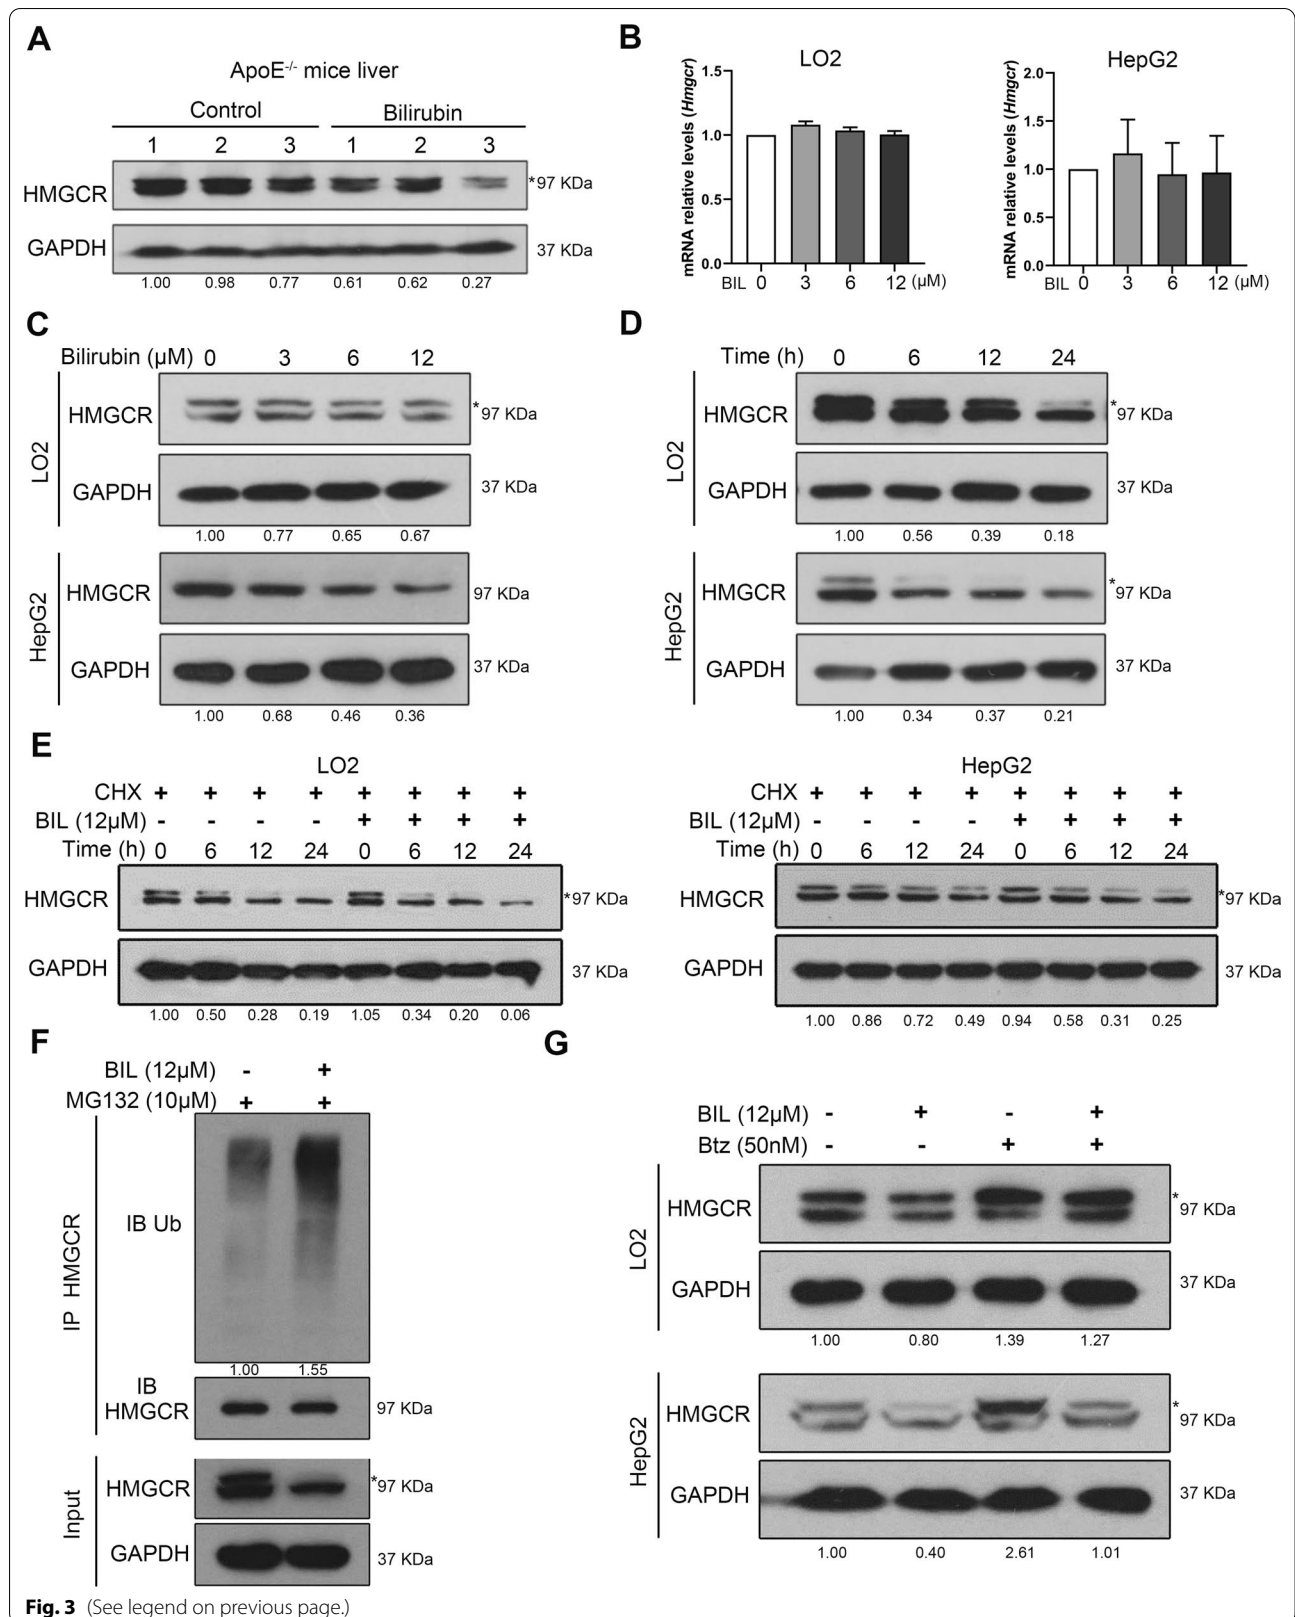 A
ApoE-/- mice liver
Control Bilirubin
1 2 3 1 2 3
HMGCR *97 KDa
GAPDH 37 KDa
1.00 0.98 0.77 0.61 0.62 0.27
B
LO2
mRNA relative levels (Hmgcr)
1.5
1.0
0.5
0.0
BIL 0 3 6 12 (µM)
HepG2
mRNA relative levels (Hmgcr)
2.0
1.5
1.0
0.5
0.0
BIL 0 3 6 12 (µM)
C
Bilirubin (µM) 0 3 6 12
LO2
HMGCR *97 KDa
GAPDH 37 KDa
1.00 0.77 0.65 0.67
HepG2
HMGCR 97 KDa
GAPDH 37 KDa
1.00 0.68 0.46 0.36
D
Time (h) 0 6 12 24
LO2
HMGCR *97 KDa
GAPDH 37 KDa
1.00 0.56 0.39 0.18
HepG2
HMGCR *97 KDa
GAPDH 37 KDa
1.00 0.34 0.37 0.21
E
LO2
CHX + + + + + + + +
BIL (12µM) - - - - + + + +
Time (h) 0 6 12 24 0 6 12 24
HMGCR *97 KDa
GAPDH 37 KDa
1.00 0.50 0.28 0.19 1.05 0.34 0.20 0.06
HepG2
CHX + + + + + + + +
BIL (12µM) - - - - + + + +
Time (h) 0 6 12 24 0 6 12 24
HMGCR *97 KDa
GAPDH 37 KDa
1.00 0.86 0.72 0.49 0.94 0.58 0.31 0.25
F
BIL (12µM) - +
MG132 (10µM) + +
IP HMGCR
IB Ub
1.00 1.55
IB
HMGCR 97 KDa
Input
HMGCR *97 KDa
GAPDH 37 KDa
G
BIL (12µM) - + - +
Btz (50nM) - - + +
LO2
HMGCR *97 KDa
GAPDH 37 KDa
1.00 0.80 1.39 1.27
HepG2
HMGCR *97 KDa
GAPDH 37 KDa
1.00 0.40 2.61 1.01
Fig. 3 (See legend on previous page.)